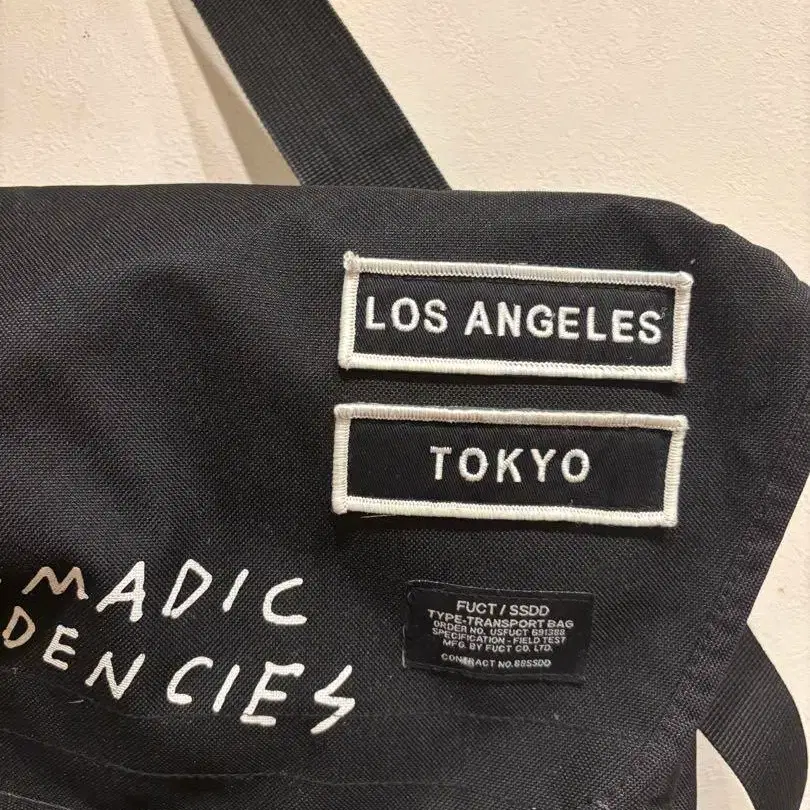 LOS ANGELES
TOKYO
MADIC
DENCIES
FUCT / SSDD
TYPE-TRANSPORT BAG
ORDER NO. USFUCT 691388
SPECIFICATION - FIELD TEST
MFG. BY FUCT CO. LTD.
CONTRACT NO.88SSDD